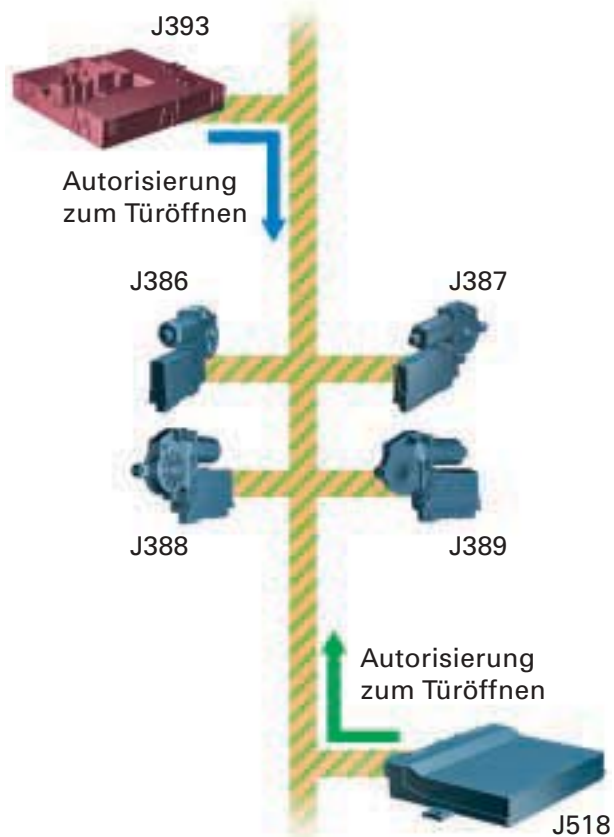 J393
Autorisierung
zum Türöffnen
J386
J387
J388
J389
Autorisierung
zum Türöffnen
J518